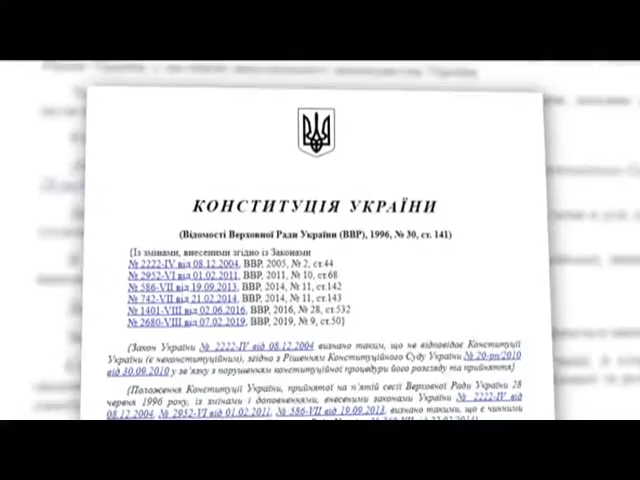 КОНСТИТУЦІЯ УКРАЇНИ
(Відомості Верховної Ради України (ВВР), 1996, № 30, ст. 141)
{Із змінами, внесеними згідно із Законами
№ 2222-IV від 08.12.2004, ВВР, 2005, № 2, ст.44
№ 2952-VI від 01.02.2011, ВВР, 2011, № 10, ст.68
№ 586-VII від 19.09.2013, ВВР, 2014, № 11, ст.142
№ 742-VII від 21.02.2014, ВВР, 2014, № 11, ст.143
№ 1401-VIII від 02.06.2016, ВВР, 2016, № 28, ст.532
№ 2680-VIII від 07.02.2019, ВВР, 2019, № 9, ст.50}
{Закон України № 2222-IV від 08.12.2004 визнано таким, що не відповідає Конституції
України (є неконституційним), згідно з Рішенням Конституційного Суду України № 20-рп/2010
від 30.09.2010 у зв'язку з порушенням конституційної процедури його розгляду та прийняття}
{Положення Конституції України, прийнятої на п'ятій сесії Верховної Ради України 28
червня 1996 року, із змінами і доповненнями, внесеними законами України № 2222-IV від
08.12.2004, № 2952-VI від 01.02.2011, № 586-VII від 19.09.2013, визнано такими, що є чинними